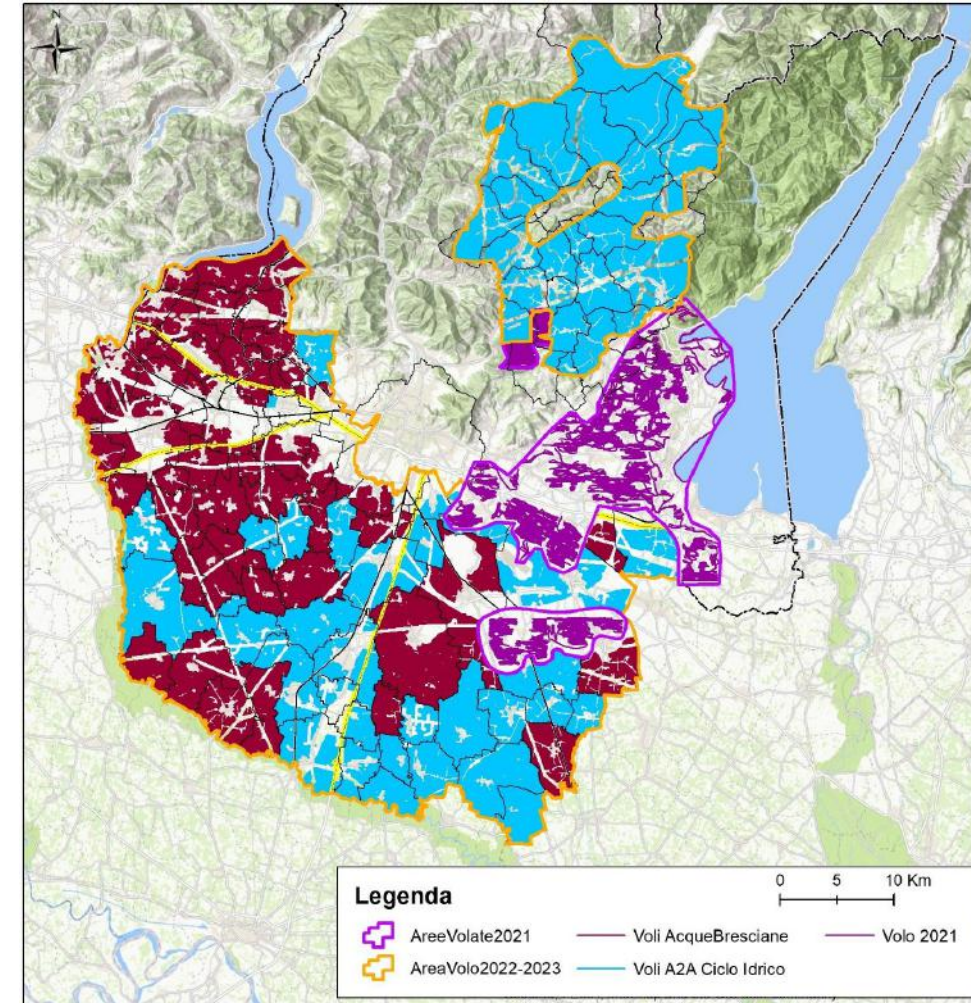 N
Legenda
0 5 10 Km
AreeVolate2021 Voli AcqueBresciane Volo 2021
AreaVolo2022-2023 Voli A2A Ciclo Idrico